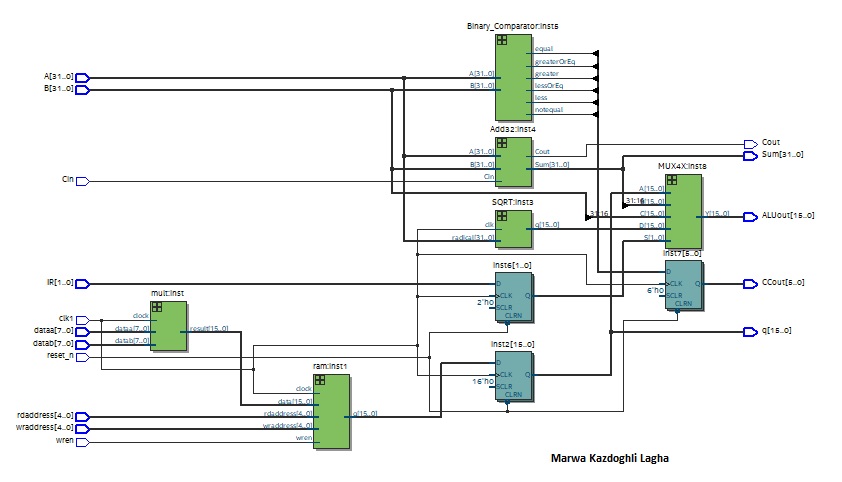 Binary_Comparator:inst5
equal
greaterOrEq
A[31..0]
A[31..0]
greater
B[31..0]
B[31..0]
lessOrEq
less
notequal
Add32:inst4
Cout
A[31..0]
Cout
Sum[31..0]
B[31..0]
Sum[31..0]
MUX4X:inst8
Cin
Cin
A[15..0]
31:16
SQRT:inst3
31:16
C[15..0]
Y[15..0]
ALUout[15..0]
clk
q[15..0]
D[15..0]
radical[31..0]
S[1..0]
inst7[5..0]
inst6[1..0]
D
IR[1..0]
D
CLK
Q
CCout[5..0]
mult:inst
CLK
Q
6'h0
SCLR
2'h0
SCLR
CLRN
clk1
clock
CLRN
dataa[7..0]
dataa[7..0]
result[15..0]
q[15..0]
datab[7..0]
datab[7..0]
inst2[15..0]
reset_n
D
ram:inst1
CLK
Q
16'h0
SCLR
clock
CLRN
data[15..0]
rdaddress[4..0]
rdaddress[4..0]
q[15..0]
wraddress[4..0]
wraddress[4..0]
wren
wren
Marwa Kazdoghli Lagha